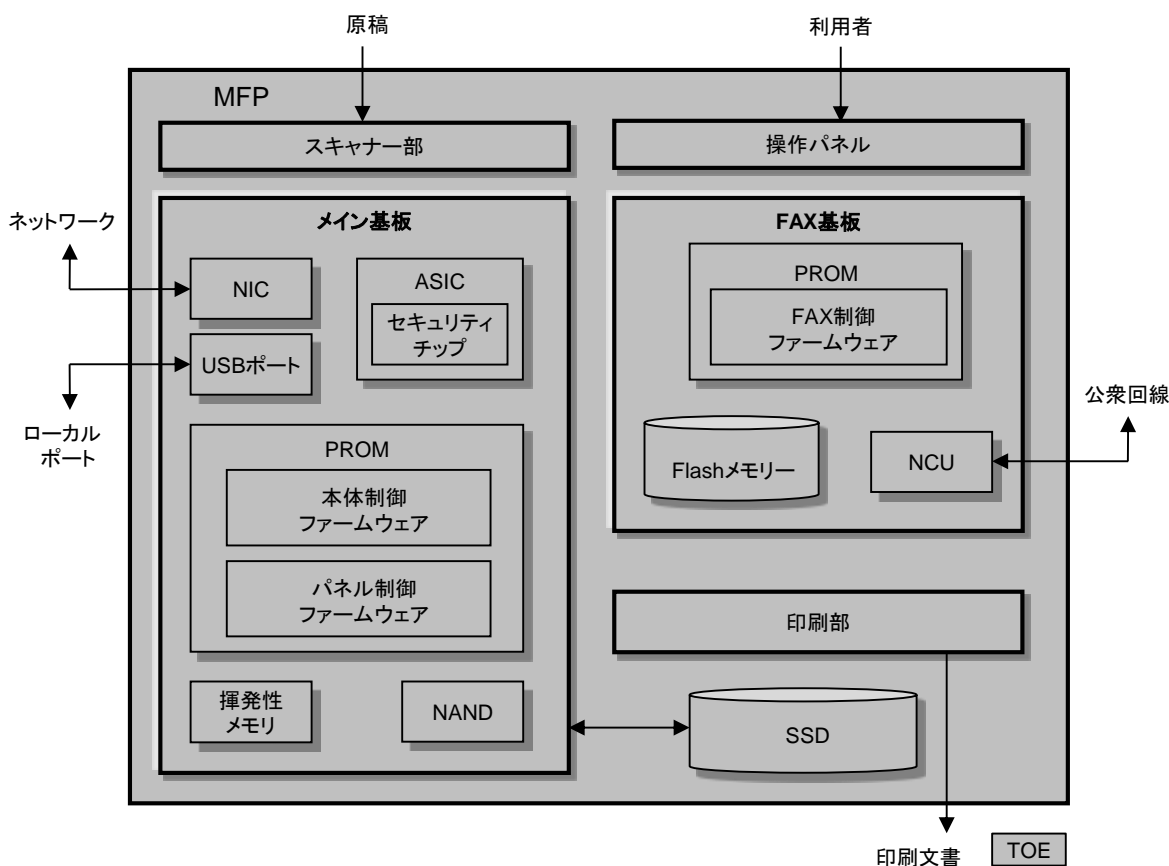 原稿
利用者
MFP
スキャナー部
操作パネル
ネットワーク
メイン基板
NIC
ASIC
セキュリティ
チップ
USBポート
ローカル
ポート
PROM
本体制御
ファームウェア
パネル制御
ファームウェア
揮発性
メモリ
NAND
FAX基板
PROM
FAX制御
ファームウェア
Flashメモリー
NCU
公衆回線
印刷部
SSD
印刷文書
TOE